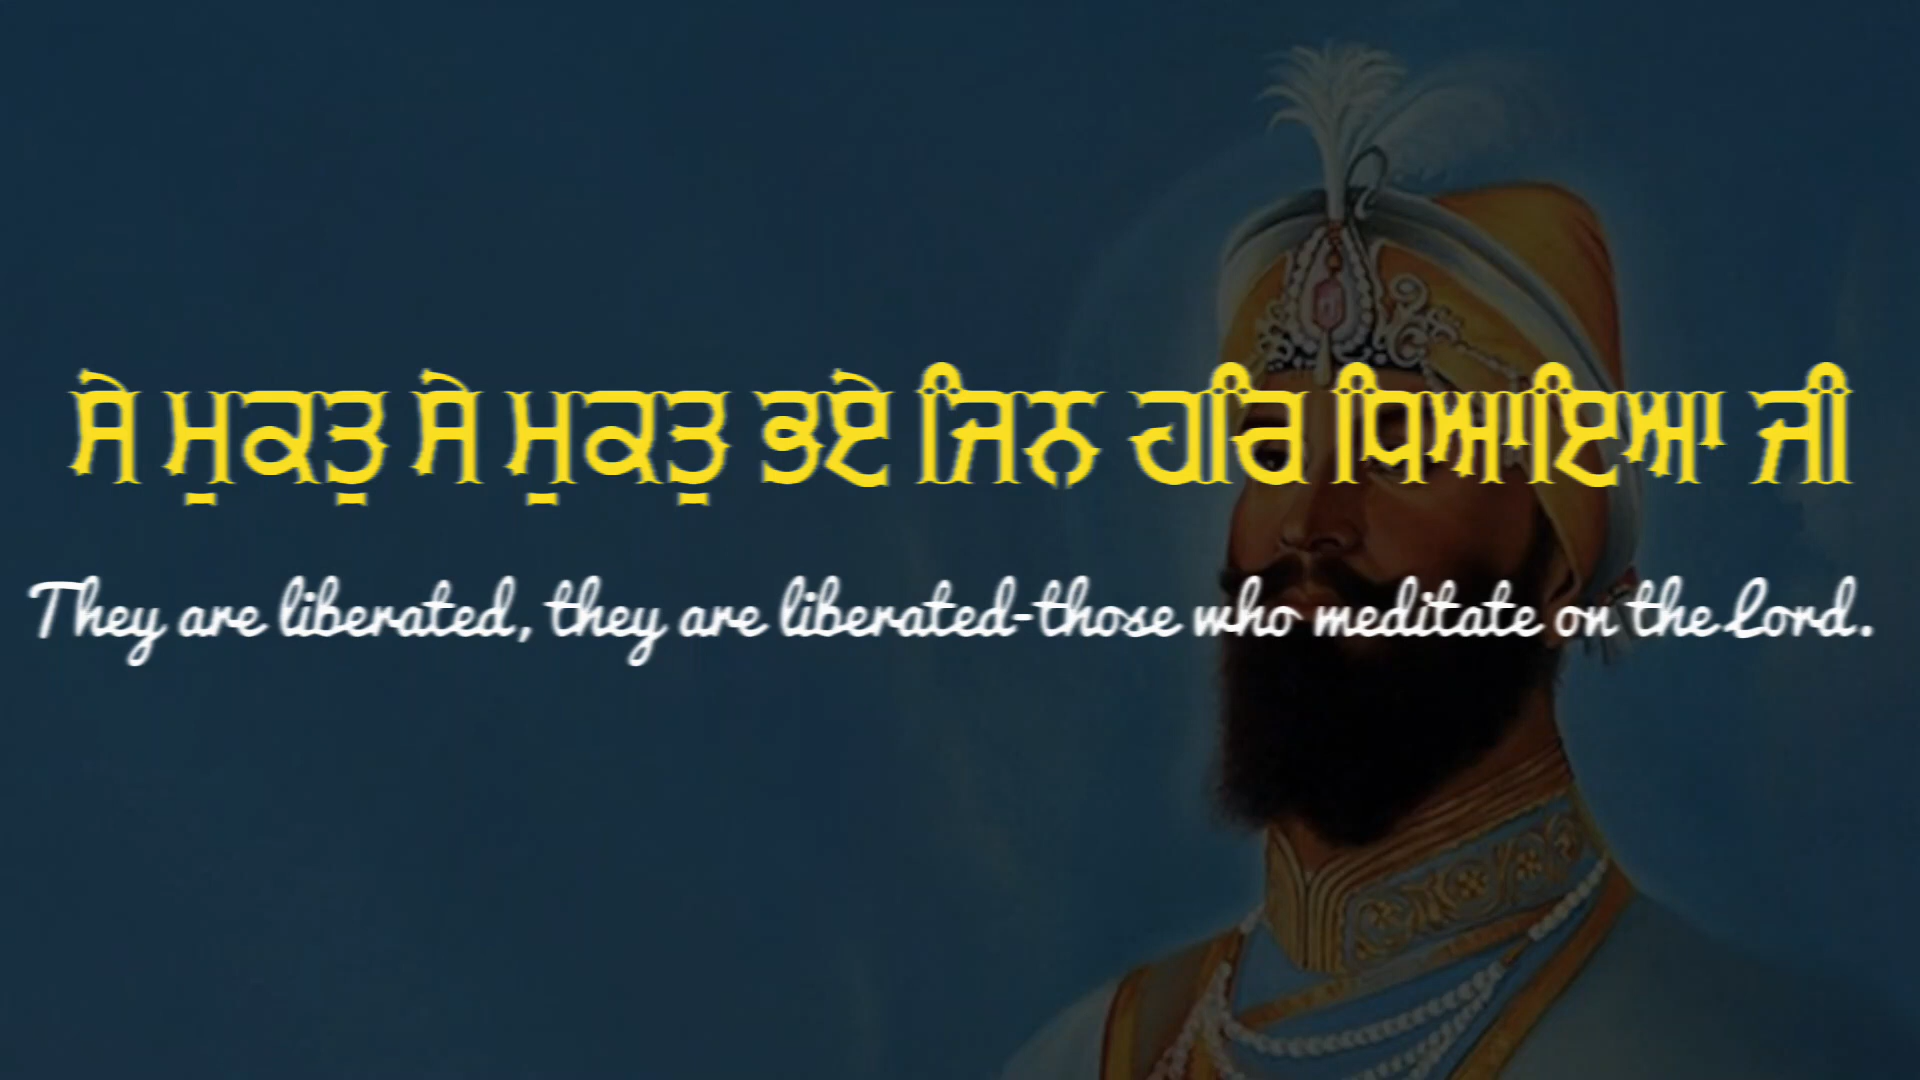 ਸੇ ਮੁਕਤੁ ਸੇ ਮੁਕਤੁ ਭਏ ਜਿਨ ਹਰਿ ਧਿਆਇਆ ਜੀ
They are liberated, they are liberated-those who meditate on the Lord.